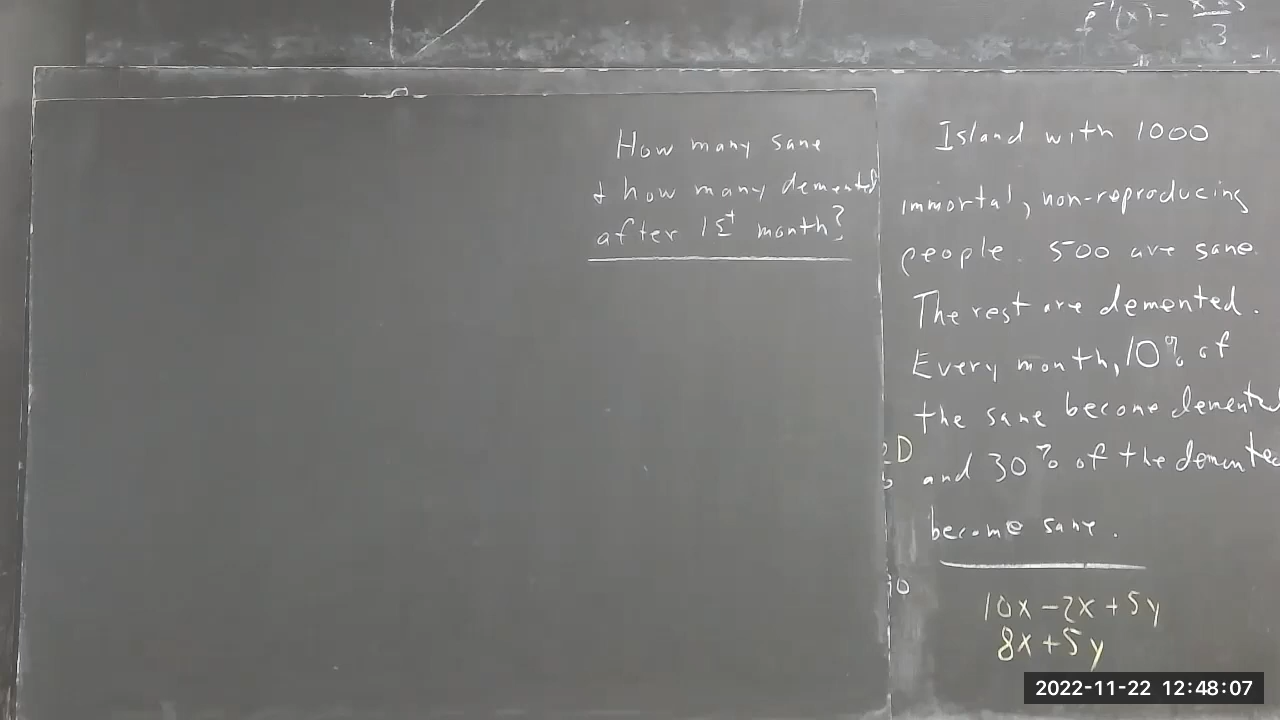 f⁻¹(x) =
3
How many sane
+ how many demented
after 1st month?
Island with 1000
immortal, non-reproducing
people. 500 are sane.
The rest are demented.
Every month, 10% of
the sane become demented
and 30% of the demented
become sane.
D
10x - 2x + 5y
8x + 5y
2022-11-22 12:48:07